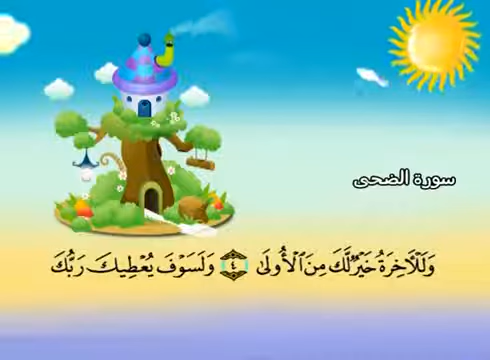 سورة الضحى
وَلَلْآخِرَةُ خَيْرٌ لَّكَ مِنَ الْأُولَىٰ ٤ وَلَسَوْفَ يُعْطِيكَ رَبُّكَ